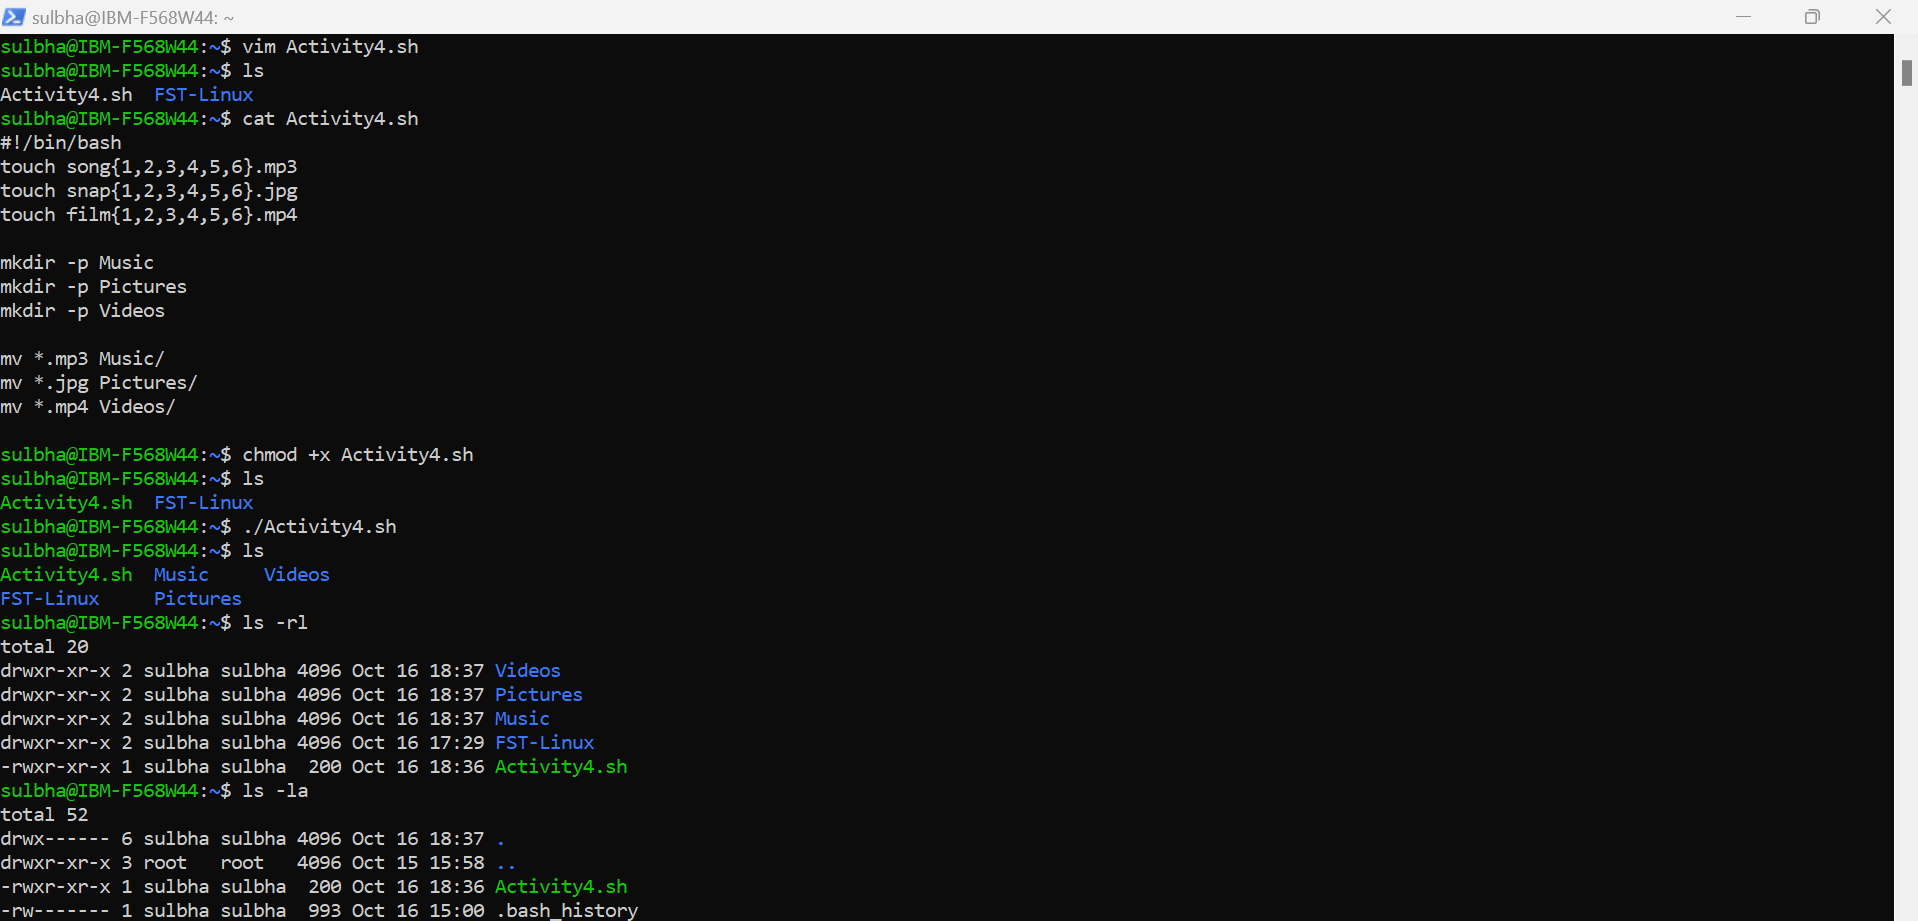 sulbha@IBM-F568W44: ~
sulbha@IBM-F568W44:~$ vim Activity4.sh
sulbha@IBM-F568W44:~$ ls
Activity4.sh  FST-Linux
sulbha@IBM-F568W44:~$ cat Activity4.sh
#!/bin/bash
touch song{1,2,3,4,5,6}.mp3
touch snap{1,2,3,4,5,6}.jpg
touch film{1,2,3,4,5,6}.mp4
mkdir -p Music
mkdir -p Pictures
mkdir -p Videos
mv *.mp3 Music/
mv *.jpg Pictures/
mv *.mp4 Videos/
sulbha@IBM-F568W44:~$ chmod +x Activity4.sh
sulbha@IBM-F568W44:~$ ls
Activity4.sh  FST-Linux
sulbha@IBM-F568W44:~$ ./Activity4.sh
sulbha@IBM-F568W44:~$ ls
Activity4.sh  Music     Videos
FST-Linux     Pictures
sulbha@IBM-F568W44:~$ ls -rl
total 20
drwxr-xr-x 2 sulbha sulbha 4096 Oct 16 18:37 Videos
drwxr-xr-x 2 sulbha sulbha 4096 Oct 16 18:37 Pictures
drwxr-xr-x 2 sulbha sulbha 4096 Oct 16 18:37 Music
drwxr-xr-x 2 sulbha sulbha 4096 Oct 16 17:29 FST-Linux
-rwxr-xr-x 1 sulbha sulbha  200 Oct 16 18:36 Activity4.sh
sulbha@IBM-F568W44:~$ ls -la
total 52
drwx------ 6 sulbha sulbha 4096 Oct 16 18:37 .
drwxr-xr-x 3 root   root   4096 Oct 15 15:58 ..
-rwxr-xr-x 1 sulbha sulbha  200 Oct 16 18:36 Activity4.sh
-rw------- 1 sulbha sulbha  993 Oct 16 15:00 .bash_history